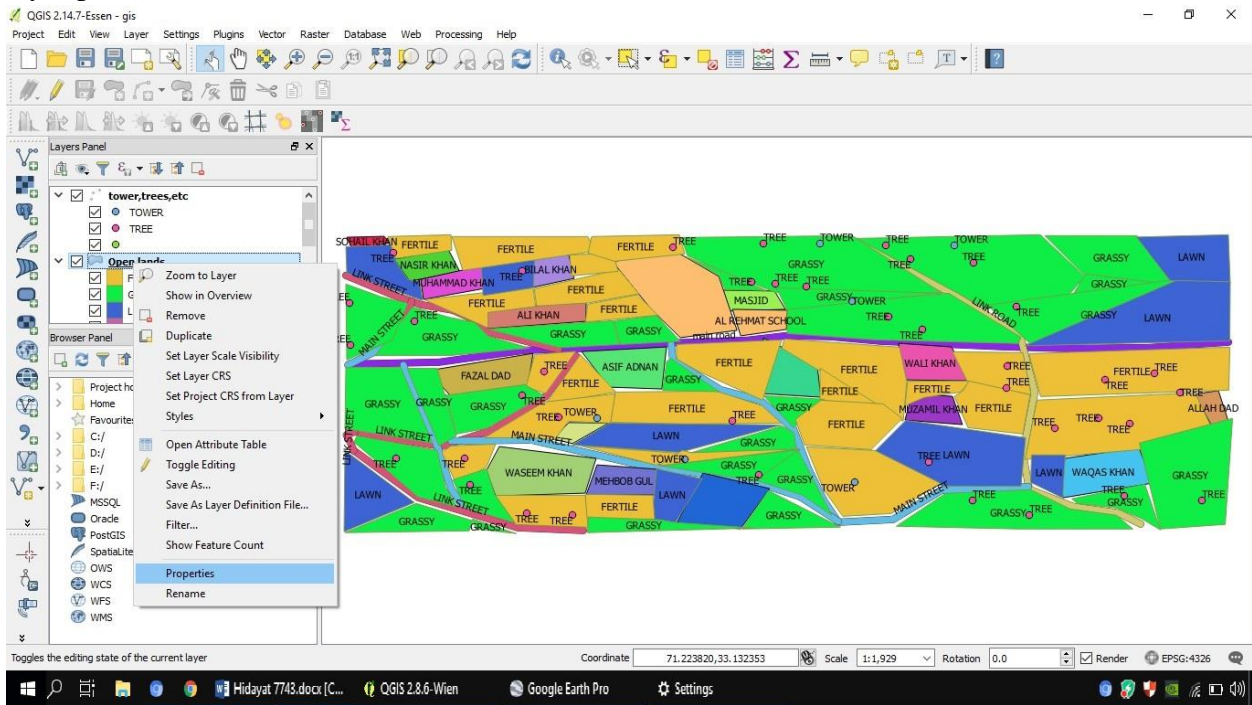 QGIS 2.14.7-Essen - gis
Project Edit View Layer Settings Plugins Vector Raster Database Web Processing Help
Layers Panel
tower,trees,etc
TOWER
TREE
Open lands
F
G
L
Zoom to Layer
Show in Overview
Remove
Duplicate
Set Layer Scale Visibility
Set Layer CRS
Set Project CRS from Layer
Styles
Open Attribute Table
Toggle Editing
Save As...
Save As Layer Definition File...
Filter...
Show Feature Count
Properties
Rename
Browser Panel
Project ho
Home
Favourites
C:/
D:/
E:/
F:/
MSSQL
Oracle
PostGIS
SpatiaLite
OWS
WCS
WFS
WMS
SOHAIL KHAN FERTILE FERTILE FERTILE TREE TREE TOWER TREE TOWER
TREE NASIR KHAN BILAL KHAN GRASSY TREE TREE GRASSY LAWN
LINK STREET MUHAMMAD KHAN TREE TREE TREE TREE GRASSY
FERTILE FERTILE MASJID GRASSY TOWER LINK ROAD
TREE ALI KHAN FERTILE AL REHMAT SCHOOL TREE TREE GRASSY LAWN
MAIN STREET GRASSY GRASSY GRASSY main road TREE
FAZAL DAD TREE ASIF ADNAN FERTILE FERTILE WALI KHAN TREE FERTILE TREE
FERTILE GRASSY FERTILE FERTILE TREE TREE TREE
GRASSY GRASSY GRASSY TREE TREE TOWER FERTILE TREE GRASSY MUZAMIL KHAN FERTILE TREE TREE TREE ALLAH DAD
LINK STREET LINK STREET MAIN STREET LAWN GRASSY FERTILE
TREE TREE TOWER GRASSY TREE LAWN
WASEEM KHAN MEHBOB GUL TREE GRASSY TOWER LAWN WAQAS KHAN GRASSY
LAWN LINK STREET TREE FERTILE LAWN MAIN STREET TREE TREE GRASSY TREE
GRASSY GRASSY TREE TREE GRASSY GRASSY GRASSY TREE
Toggles the editing state of the current layer
Coordinate 71.223820,33.132353 Scale 1:1,929 Rotation 0.0 Render EPSG:4326
Hidayat 7743.docx [C... QGIS 2.8.6-Wien Google Earth Pro Settings